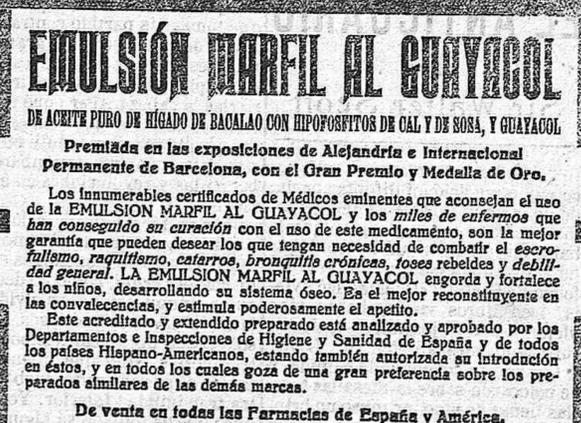 EMULSIÓN MARFIL AL GUAYACOL
DE ACEITE PURO DE HÍGADO DE BACALAO CON HIPOFOSFITOS DE CAL Y DE SOSA, Y GUAYACOL
Premiada en las exposiciones de Alejandría e Internacional
Permanente de Barcelona, con el Gran Premio y Medalla de Oro.
Los innumerables certificados de Médicos eminentes que aconsejan el uso
de la EMULSION MARFIL AL GUAYACOL y los miles de enfermos que
han conseguido su curación con el uso de este medicamento, son la mejor
garantía que pueden desear los que tengan necesidad de combatir el escro-
fulismo, raquitismo, catarros, bronquitis crónicas, toses rebeldes y debili-
dad general. LA EMULSION MARFIL AL GUAYACOL engorda y fortalece
a los niños, desarrollando su sistema óseo. Es el mejor reconstituyente en
las convalecencias, y estimula poderosamente el apetito.
Este acreditado y extendido preparado está analizado y aprobado por los
Departamentos e Inspecciones de Higiene y Sanidad de España y de todos
los países Hispano-Americanos, estando también autorizada su introducción
en éstos, y en todos los cuales goza de una gran preferencia sobre los pre-
parados similares de las demás marcas.
De venta en todas las Farmacias de España y América.